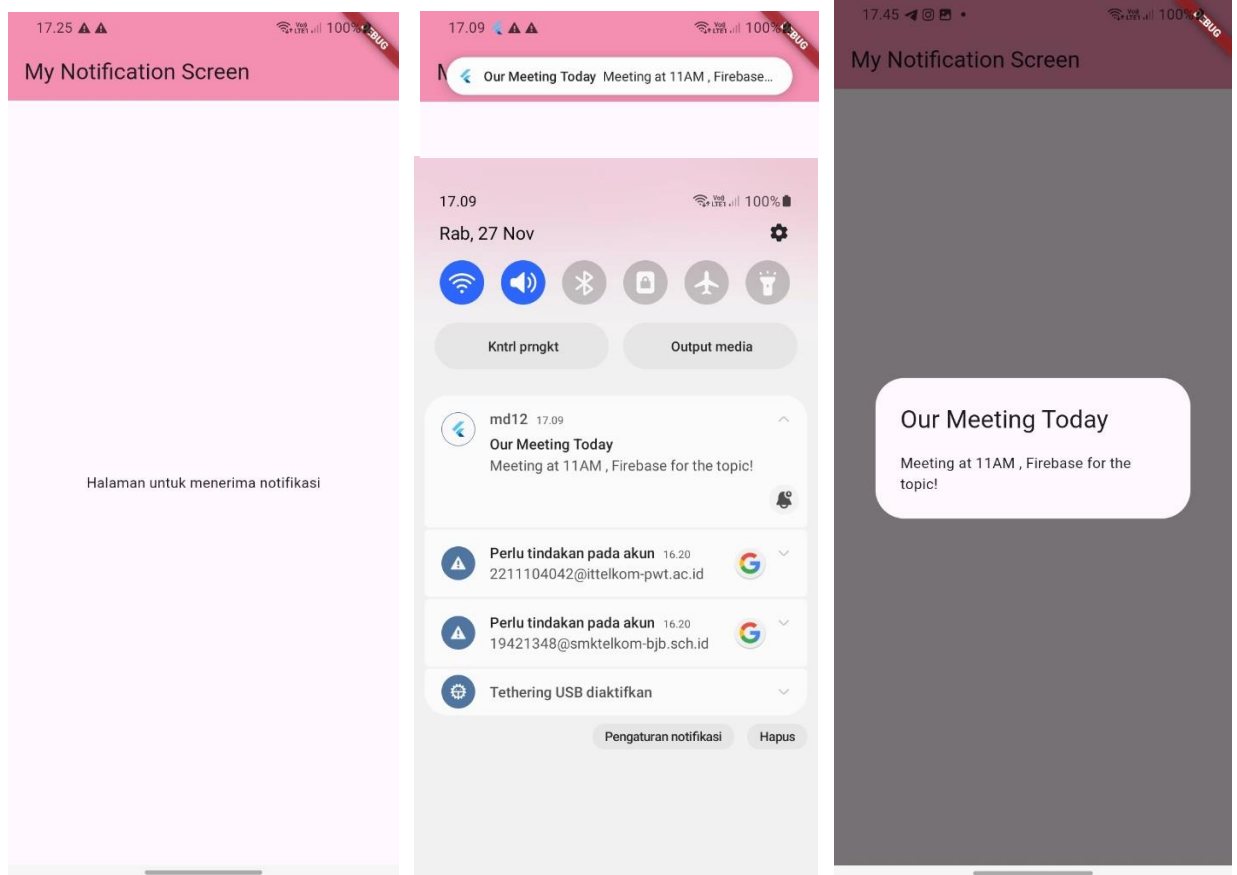 17.25
100%
DEBUG
My Notification Screen
Halaman untuk menerima notifikasi
17.09
100%
DEBUG
Our Meeting Today Meeting at 11AM , Firebase...
17.09
100%
Rab, 27 Nov
Kntrl prngkt
Output media
md12 17.09
Our Meeting Today
Meeting at 11AM , Firebase for the topic!
Perlu tindakan pada akun 16.20
2211104042@ittelkom-pwt.ac.id
Perlu tindakan pada akun 16.20
19421348@smktelkom-bjb.sch.id
Tethering USB diaktifkan
Pengaturan notifikasi
Hapus
17.45
100%
My Notification Screen
Our Meeting Today
Meeting at 11AM , Firebase for the
topic!